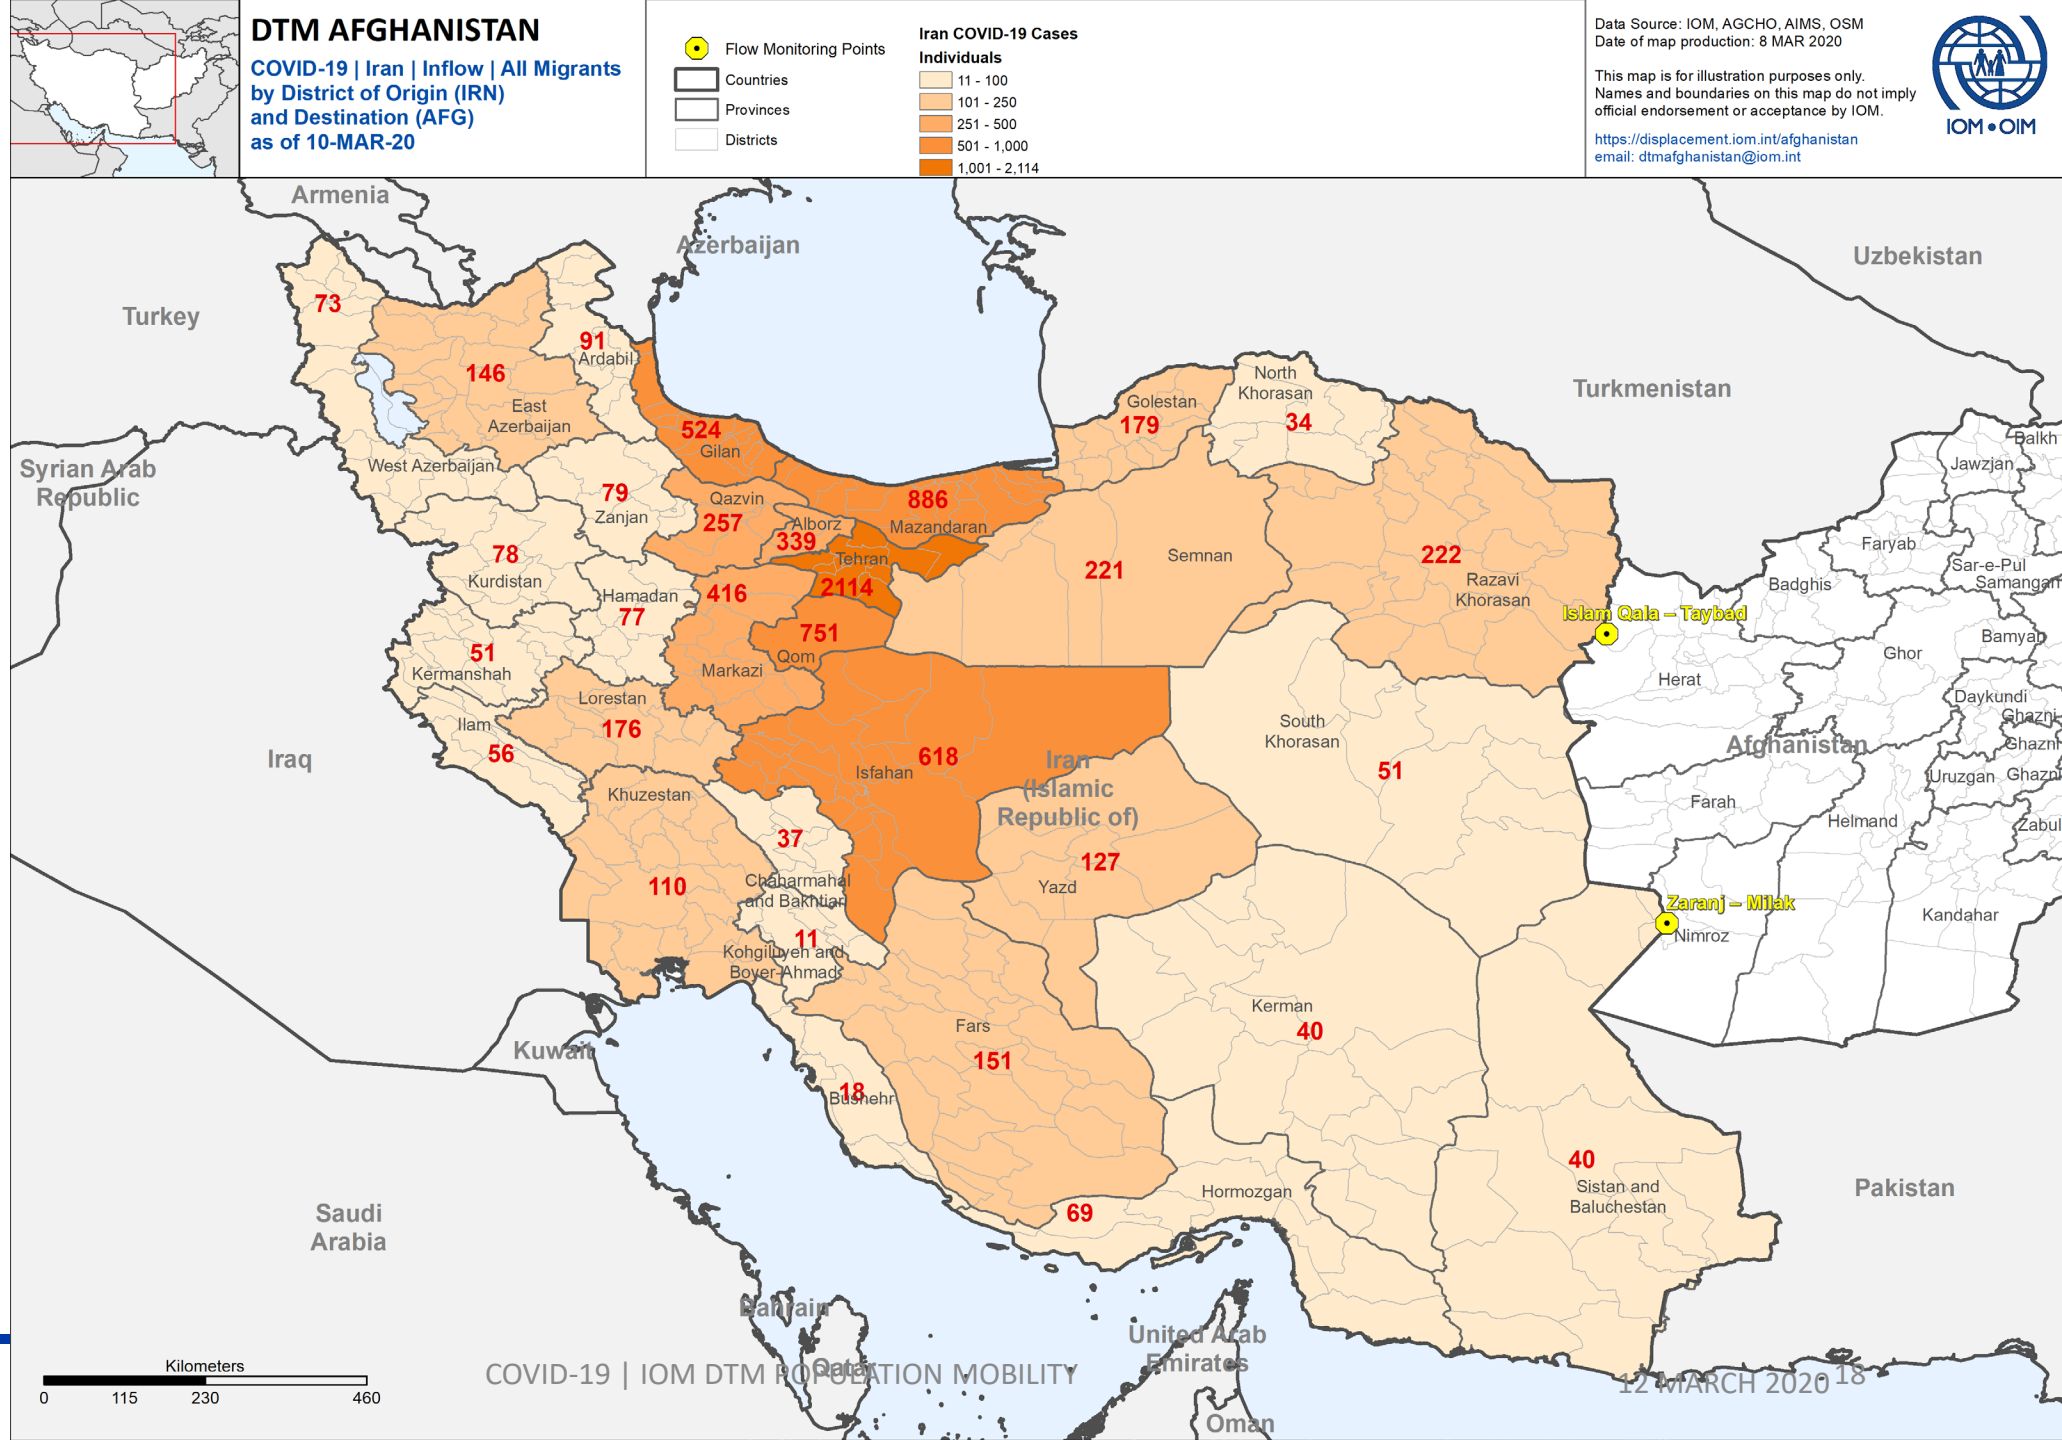 DTM AFGHANISTAN
COVID-19 | Iran | Inflow | All Migrants
by District of Origin (IRN)
and Destination (AFG)
as of 10-MAR-20
Flow Monitoring Points
Countries
Provinces
Districts
Iran COVID-19 Cases
Individuals
11 - 100
101 - 250
251 - 500
501 - 1,000
1,001 - 2,114
Data Source: IOM, AGCHO, AIMS, OSM
Date of map production: 8 MAR 2020
This map is for illustration purposes only.
Names and boundaries on this map do not imply
official endorsement or acceptance by IOM.
https://displacement.iom.int/afghanistan
email: dtmafghanistan@iom.int
IOM • OIM
Armenia
Azerbaijan
Uzbekistan
Turkey
Turkmenistan
Syrian Arab
Republic
Iraq
Iran
(Islamic
Republic of)
Afghanistan
Kuwait
Saudi
Arabia
Bahrain
Qatar
United Arab
Emirates
Oman
Pakistan
73
West Azerbaijan
146
East
Azerbaijan
91
Ardabil
524
Gilan
79
Zanjan
Qazvin
257
Alborz
339
886
Mazandaran
Tehran
2114
Golestan
179
North
Khorasan
34
221
Semnan
222
Razavi
Khorasan
78
Kurdistan
Hamadan
77
416
Markazi
751
Qom
51
Kermanshah
Lorestan
176
Ilam
56
618
Isfahan
South
Khorasan
51
Khuzestan
110
37
Chaharmahal
and Bakhtiari
11
Kohgiluyeh and
Boyer-Ahmad
127
Yazd
Fars
151
Kerman
40
18
Bushehr
Hormozgan
69
40
Sistan and
Baluchestan
Islam Qala – Taybad
Zaranj – Milak
Balkh
Jawzjan
Faryab
Sar-e-Pul
Samangan
Badghis
Bamyan
Ghor
Herat
Daykundi
Ghazni
Ghazni
Uruzgan
Ghazni
Farah
Helmand
Zabul
Kandahar
Nimroz
Kilometers
0 115 230 460
COVID-19 | IOM DTM POPULATION MOBILITY
12 MARCH 2020
18